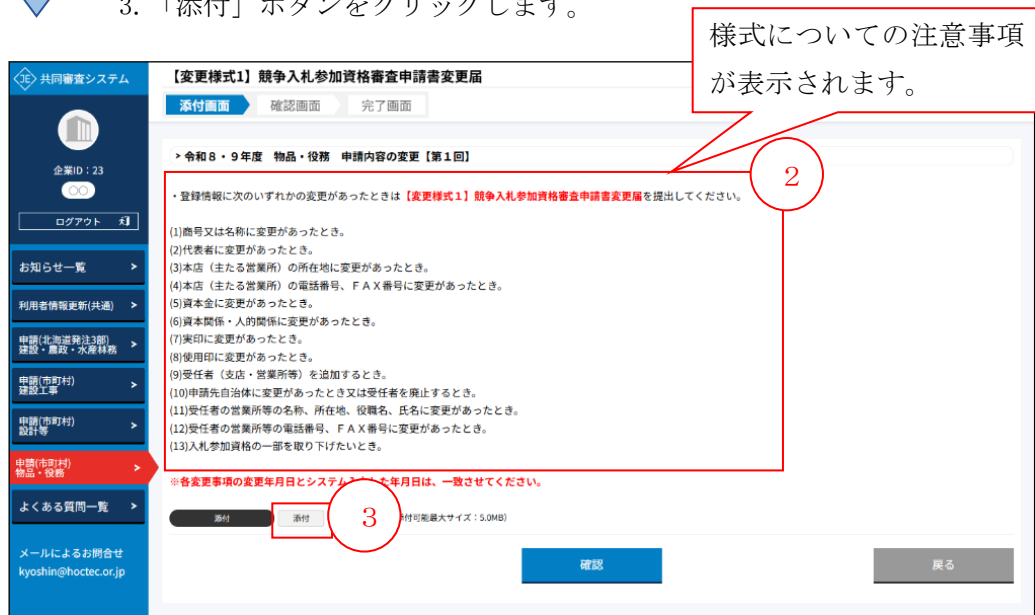 3.「添付」ボタンをクリックします。
様式についての注意事項
が表示されます。
共同審査システム
企業ID：23
〇〇
ログアウト
お知らせ一覧 >
利用者情報更新(共通) >
申請(北海道発注3部)
建設・農政・水産林務 >
申請(市町村)
建設工事 >
申請(市町村)
設計等 >
申請(市町村)
物品・役務 >
よくある質問一覧 >
メールによるお問合せ
kyoshin@hoctec.or.jp
【変更様式1】競争入札参加資格審査申請書変更届
添付画面 確認画面 完了画面
> 令和８・９年度 物品・役務 申請内容の変更【第１回】
2
・登録情報に次のいずれかの変更があったときは【変更様式１】競争入札参加資格審査申請書変更届を提出してください。
(1)商号又は名称に変更があったとき。
(2)代表者に変更があったとき。
(3)本店（主たる営業所）の所在地に変更があったとき。
(4)本店（主たる営業所）の電話番号、ＦＡＸ番号に変更があったとき。
(5)資本金に変更があったとき。
(6)資本関係・人的関係に変更があったとき。
(7)実印に変更があったとき。
(8)使用印に変更があったとき。
(9)受任者（支店・営業所等）を追加するとき。
(10)申請先自治体に変更があったとき又は受任者を廃止するとき。
(11)受任者の営業所等の名称、所在地、役職名、氏名に変更があったとき。
(12)受任者の営業所等の電話番号、ＦＡＸ番号に変更があったとき。
(13)入札参加資格の一部を取り下げたいとき。
※各変更事項の変更年月日とシステム した年月日は、一致させてください。
添付 添付 3 付可能最大サイズ：5.0MB)
確認 戻る